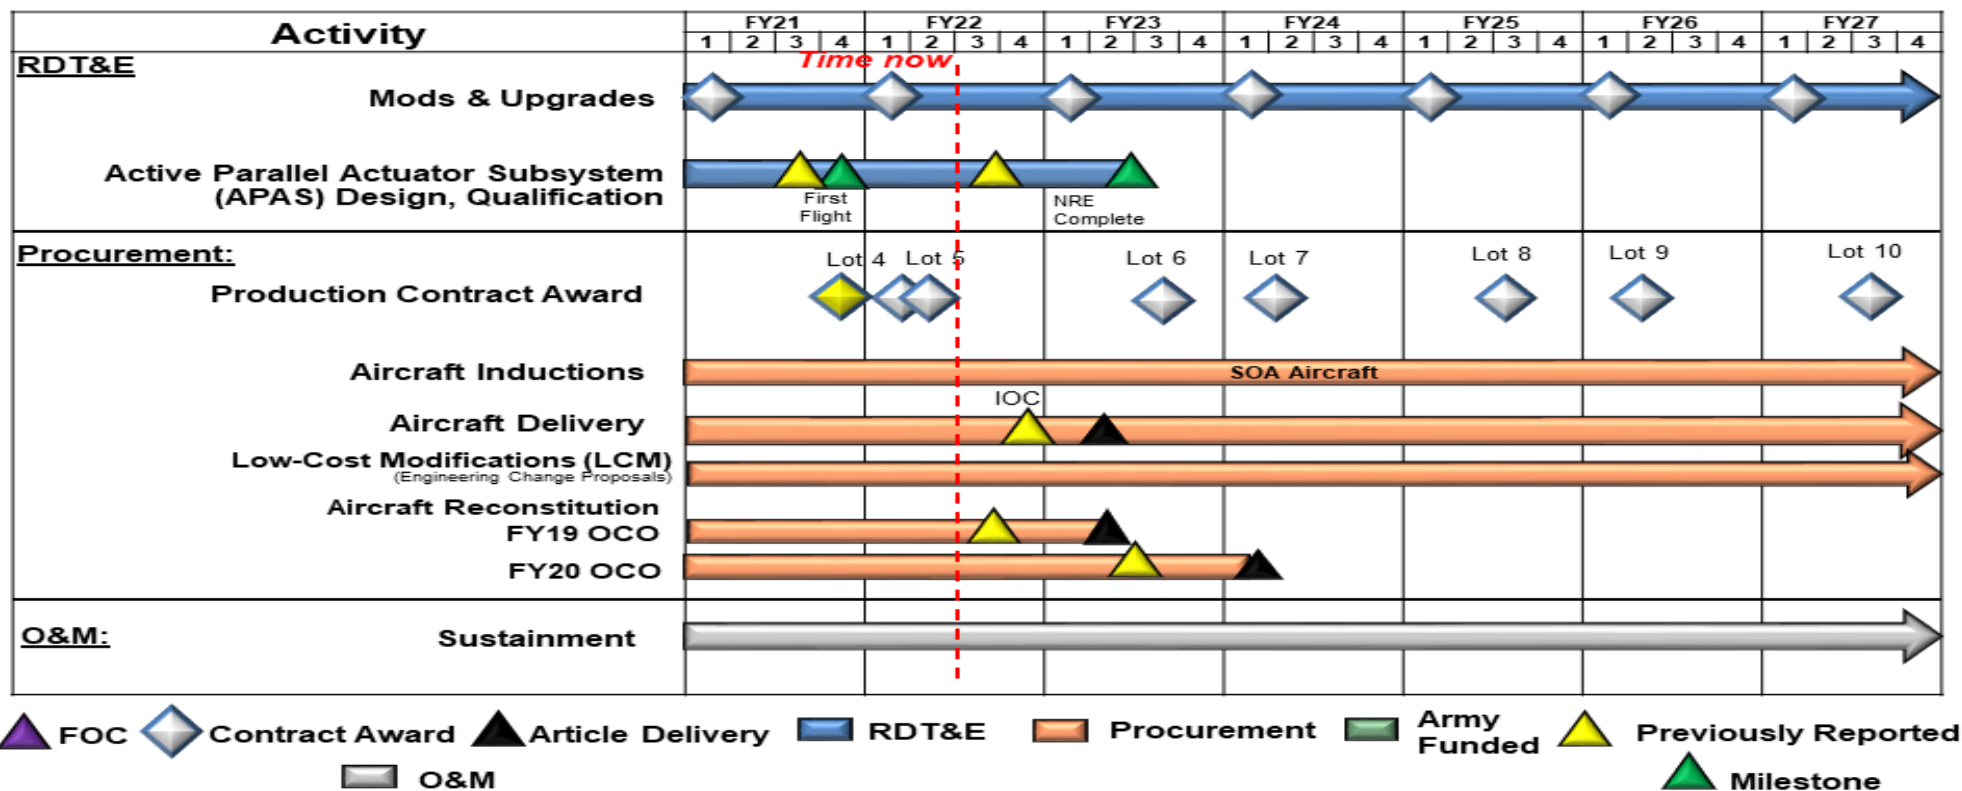 Activity
FY21 FY22 FY23 FY24 FY25 FY26 FY27
1 2 3 4 1 2 3 4 1 2 3 4 1 2 3 4 1 2 3 4 1 2 3 4 1 2 3 4
Time now
RDT&E
Mods & Upgrades
Active Parallel Actuator Subsystem
(APAS) Design, Qualification
First
Flight
NRE
Complete
Procurement:
Lot 4 Lot 5 Lot 6 Lot 7 Lot 8 Lot 9 Lot 10
Production Contract Award
Aircraft Inductions
SOA Aircraft
IOC
Aircraft Delivery
Low-Cost Modifications (LCM)
(Engineering Change Proposals)
Aircraft Reconstitution
FY19 OCO
FY20 OCO
O&M:
Sustainment
FOC
Contract Award
Article Delivery
RDT&E
Procurement
Army
Funded
Previously Reported
O&M
Milestone